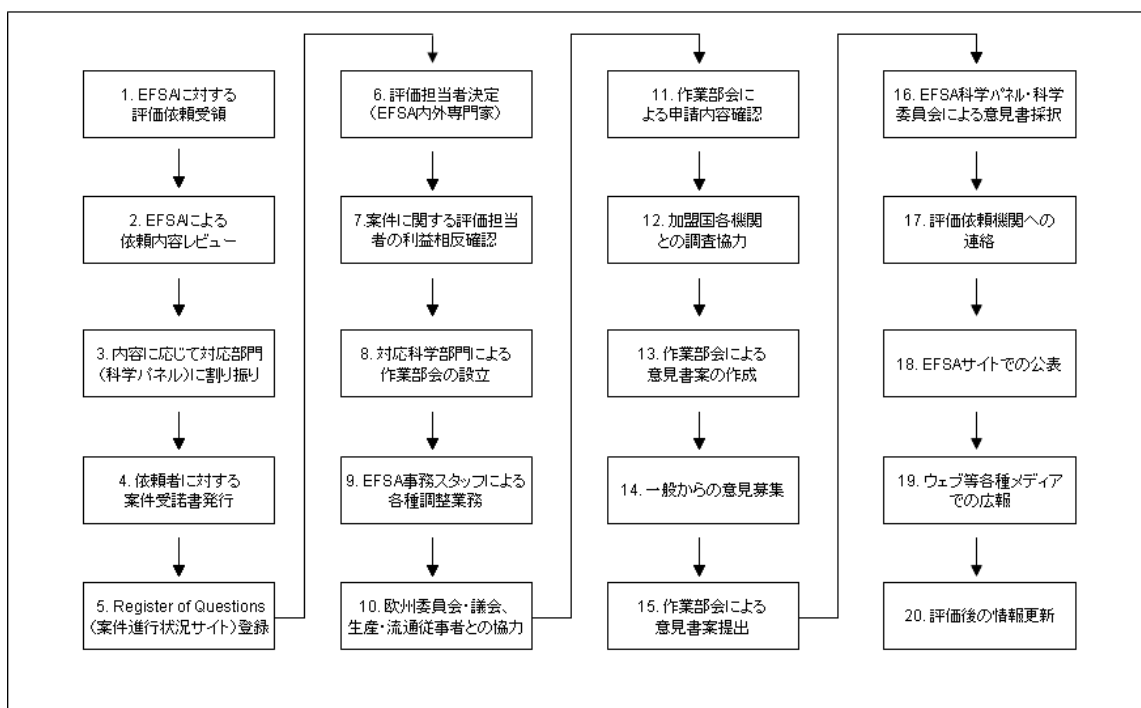 1. EFSAに対する
評価依頼受領
2. EFSAによる
依頼内容レビュー
3. 内容に応じて対応部門
（科学パネル）に割り振り
4. 依頼者に対する
案件受諾書発行
5. Register of Questions
（案件進行状況サイト）登録
6. 評価担当者決定
（EFSA内外専門家）
7.案件に関する評価担当
者の利益相反確認
8. 対応科学部門による
作業部会の設立
9. EFSA事務スタッフによる
各種調整業務
10. 欧州委員会・議会、
生産・流通従事者との協力
11. 作業部会に
よる申請内容確認
12. 加盟国各機関
との調査協力
13. 作業部会による
意見書案の作成
14. 一般からの意見募集
15. 作業部会による
意見書案提出
16. EFSA科学パネル・科学
委員会による意見書採択
17. 評価依頼機関への
連絡
18. EFSAサイトでの公表
19. ウェブ等各種メディア
での広報
20. 評価後の情報更新